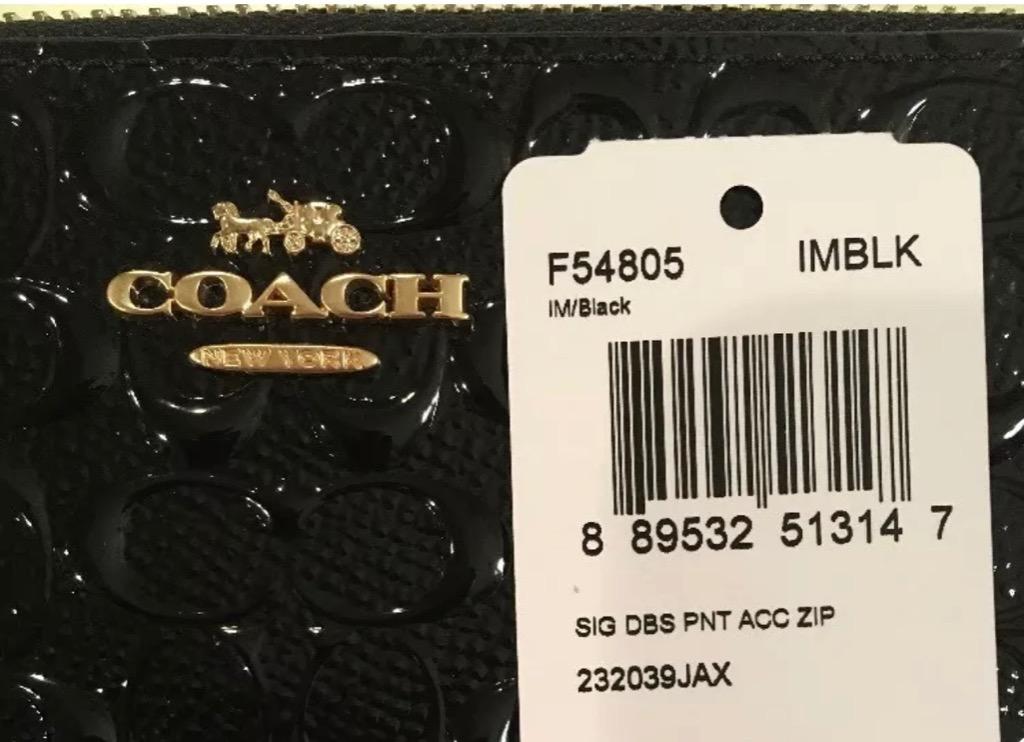 COACH
NEW YORK
F54805 IMBLK
IM/Black
8 89532 51314 7
SIG DBS PNT ACC ZIP
232039JAX